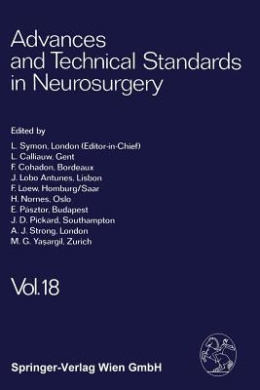 Advances
and Technical Standards
in Neurosurgery
Edited by
L. Symon, London (Editor-in-Chief)
L. Calliauw, Gent
F. Cohadon, Bordeaux
J. Lobo Antunes, Lisbon
F. Loew, Homburg/Saar
H. Nornes, Oslo
E. Pásztor, Budapest
J. D. Pickard, Southampton
A. J. Strong, London
M. G. Yaşargil, Zurich
Vol. 18
Springer-Verlag Wien GmbH